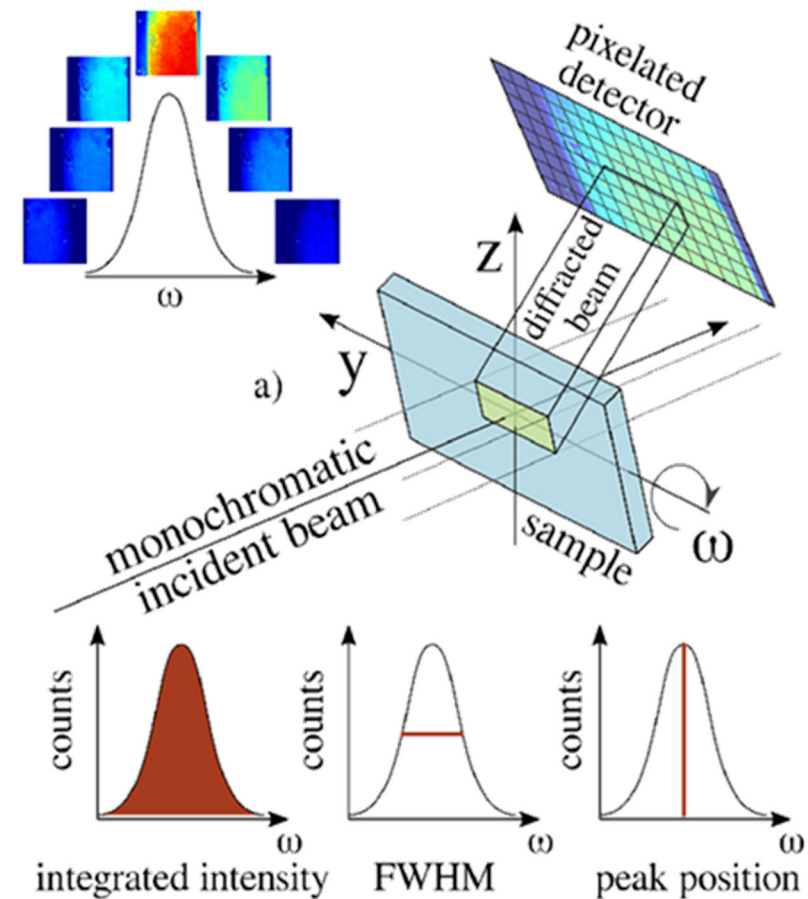 ω
pixelated
detector
z
diffracted
beam
y
a)
monochromatic
incident beam
sample
ω
counts
ω
integrated intensity
counts
ω
FWHM
counts
ω
peak position